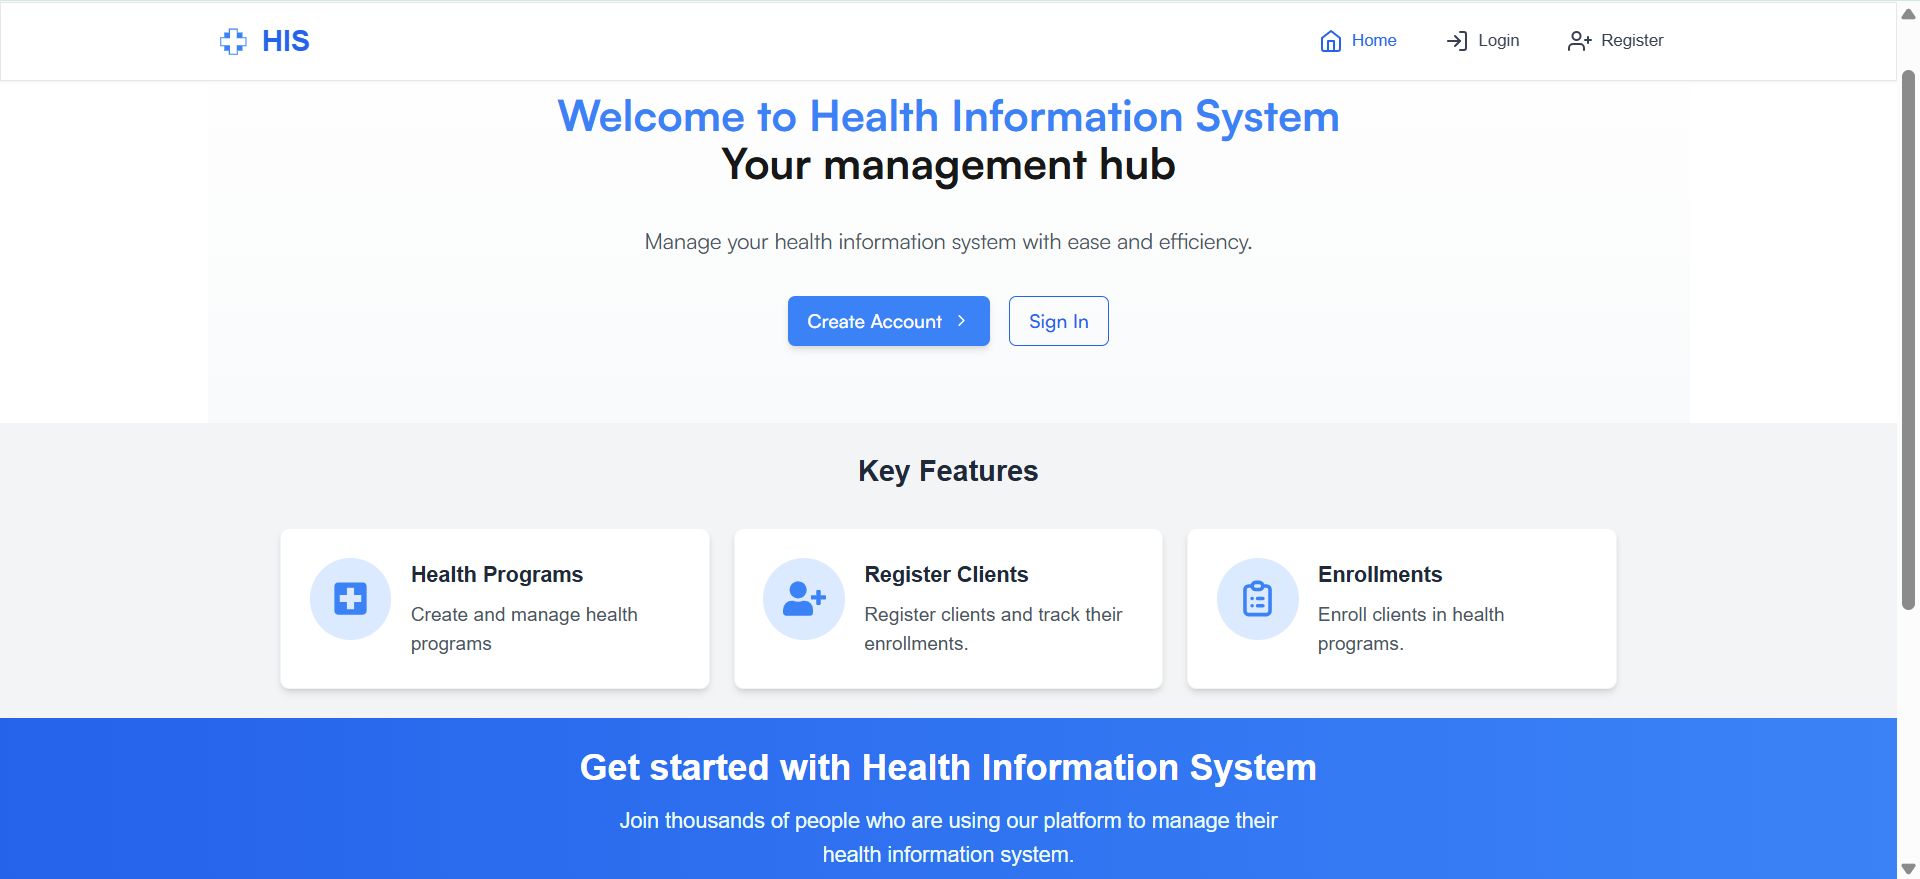 HIS
Home
Login
Register
Welcome to Health Information System
Your management hub
Manage your health information system with ease and efficiency.
Create Account
Sign In
Key Features
Health Programs
Create and manage health
programs
Register Clients
Register clients and track their
enrollments.
Enrollments
Enroll clients in health
programs.
Get started with Health Information System
Join thousands of people who are using our platform to manage their
health information system.